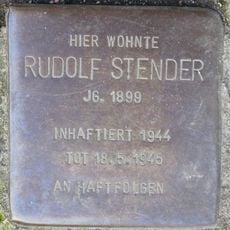 HIER WOHNTE
RUDOLF STENDER
JG. 1899
INHAFTIERT 1944
TOT 18.5.1945
AN HAFTFOLGEN